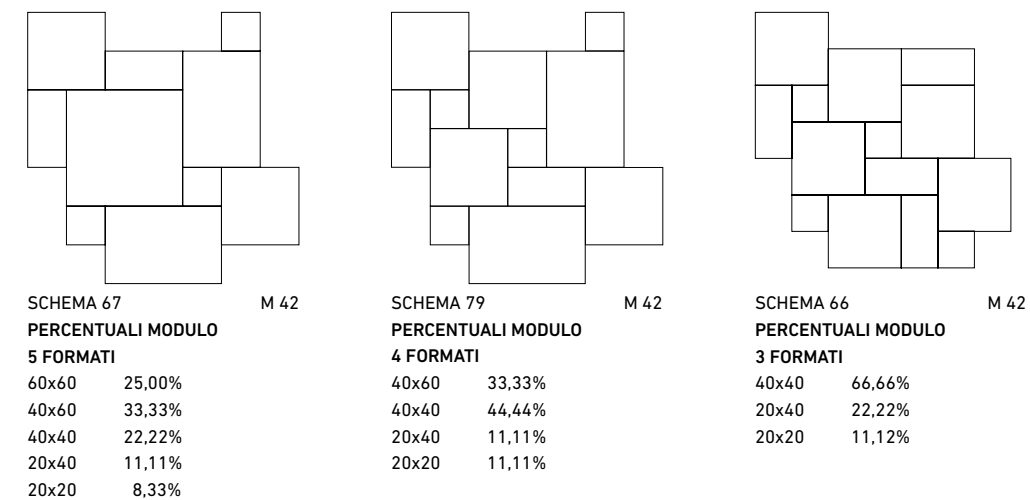 SCHEMA 67 M 42
PERCENTUALI MODULO
5 FORMATI
60x60 25,00%
40x60 33,33%
40x40 22,22%
20x40 11,11%
20x20 8,33%
SCHEMA 79 M 42
PERCENTUALI MODULO
4 FORMATI
40x60 33,33%
40x40 44,44%
20x40 11,11%
20x20 11,11%
SCHEMA 66 M 42
PERCENTUALI MODULO
3 FORMATI
40x40 66,66%
20x40 22,22%
20x20 11,12%